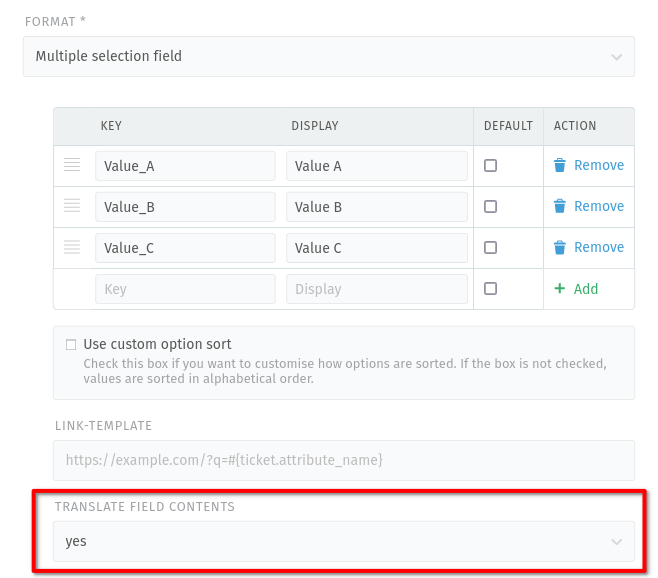 FORMAT *
Multiple selection field
KEY DISPLAY DEFAULT ACTION
Value_A Value A Remove
Value_B Value B Remove
Value_C Value C Remove
Key Display + Add
Use custom option sort
Check this box if you want to customise how options are sorted. If the box is not checked,
values are sorted in alphabetical order.
LINK-TEMPLATE
https://example.com/?q=#{ticket.attribute_name}
TRANSLATE FIELD CONTENTS
yes